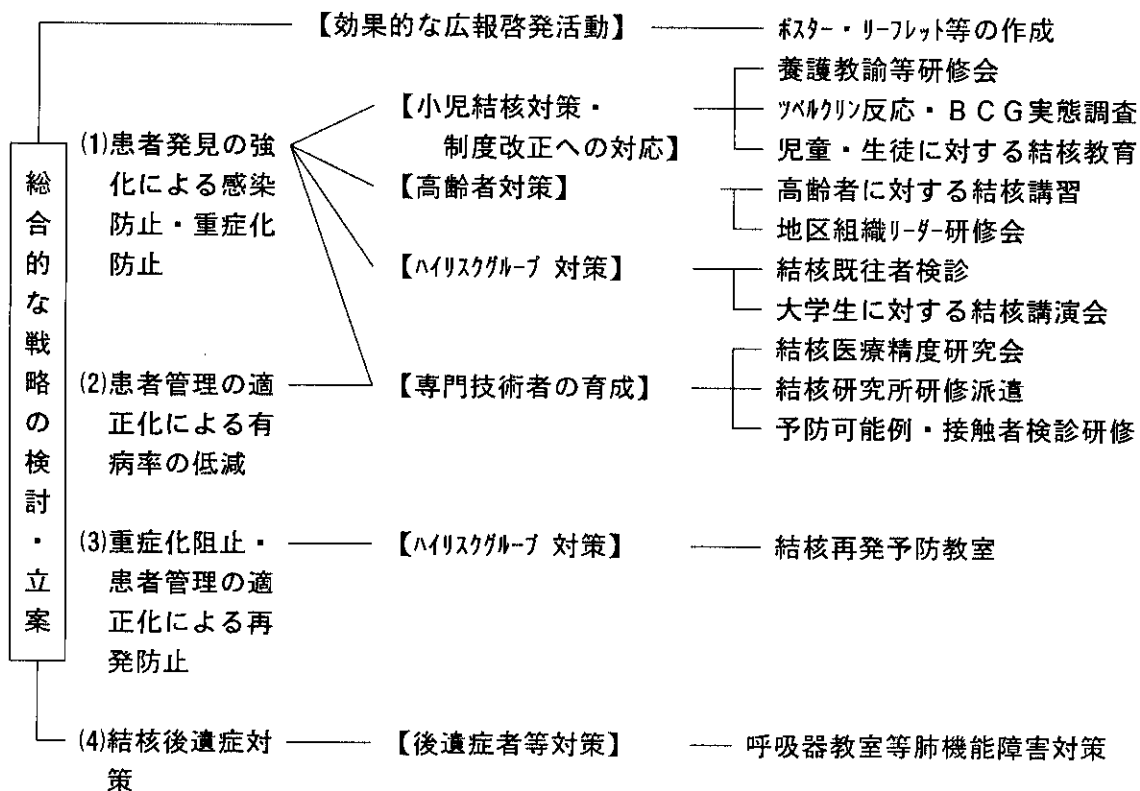 総合的な戦略の検討・立案
【効果的な広報啓発活動】
ポスター・リーフレット等の作成
(1)患者発見の強
化による感染
防止・重症化
防止
【小児結核対策・
制度改正への対応】
養護教諭等研修会
ツベルクリン反応・BCG実態調査
児童・生徒に対する結核教育
【高齢者対策】
高齢者に対する結核講習
地区組織リーダー研修会
【ハイリスクグループ 対策】
結核既往者検診
大学生に対する結核講演会
(2)患者管理の適
正化による有
病率の低減
【専門技術者の育成】
結核医療精度研究会
結核研究所研修派遣
予防可能例・接触者検診研修
(3)重症化阻止・
患者管理の適
正化による再
発防止
【ハイリスクグループ 対策】
結核再発予防教室
(4)結核後遺症対
策
【後遺症者等対策】
呼吸器教室等肺機能障害対策